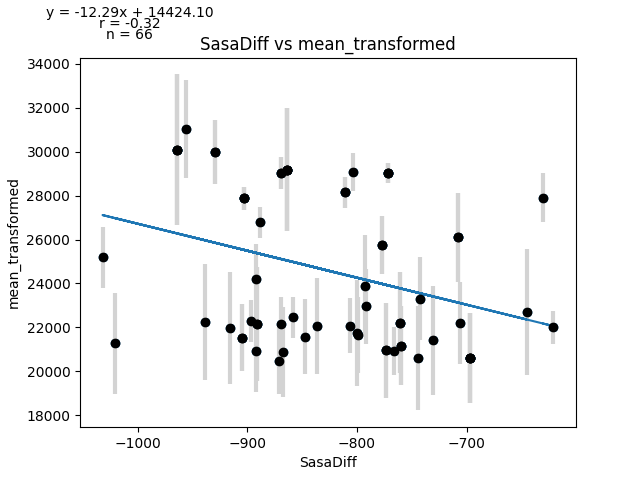 y = -12.29x + 14424.10
r = -0.32
n = 66
SasaDiff vs mean_transformed
34000
32000
30000
28000
26000
24000
22000
20000
18000
mean_transformed
−1000
−900
−800
−700
SasaDiff